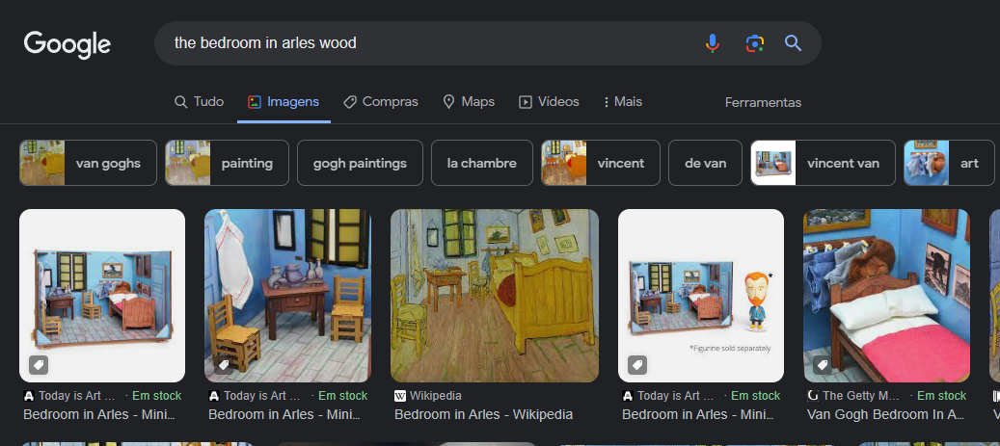 Google
the bedroom in arles wood
Tudo Imagens Compras Maps Vídeos Mais Ferramentas
van goghs painting gogh paintings la chambre vincent de van vincent van art
*
*Figurine sold separately
Today is Art ... · Em stock Today is Art ... · Em stock Wikipedia Today is Art ... · Em stock The Getty M... · Em stock
Bedroom in Arles - Mini... Bedroom in Arles - Mini... Bedroom in Arles - Wikipedia Bedroom in Arles - Mini... Van Gogh Bedroom In A...